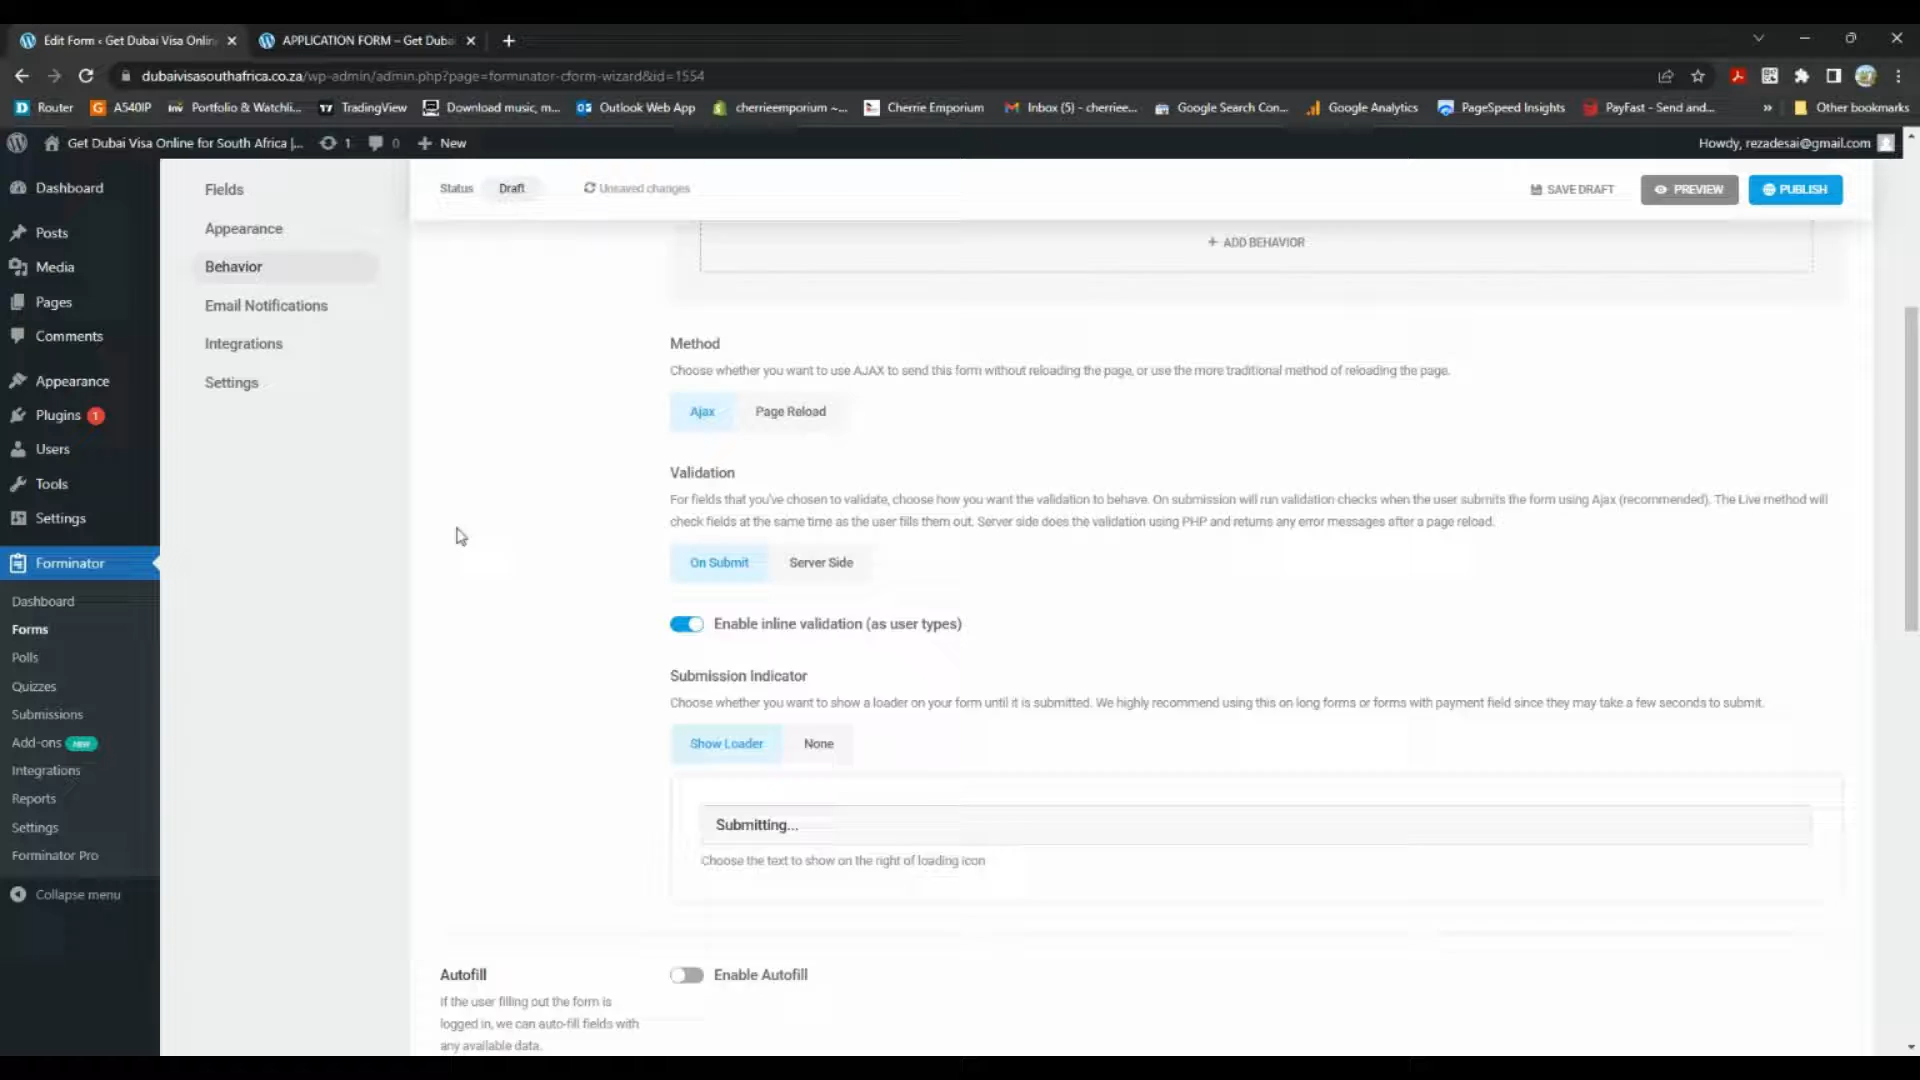 Edit Form ‹ Get Dubai Visa Onlin
APPLICATION FORM – Get Duba
dubaivisasouthafrica.co.za/wp-admin/admin.php?page=forminator-cform-wizard&id=1554
Router
A540IP
Portfolio & Watchli...
TradingView
Download music, m...
Outlook Web App
cherrieemporium ~...
Cherrie Emporium
Inbox (5) - cherriee...
Google Search Con...
Google Analytics
PageSpeed Insights
PayFast - Send and...
»
Other bookmarks
Get Dubai Visa Online for South Africa |...
1
0
+ New
Howdy, rezadesai@gmail.com
Dashboard
Posts
Media
Pages
Comments
Appearance
Plugins 1
Users
Tools
Settings
Forminator
Dashboard
Forms
Polls
Quizzes
Submissions
Add-ons NEW
Integrations
Reports
Settings
Forminator Pro
Collapse menu
Fields
Appearance
Behavior
Email Notifications
Integrations
Settings
Status Draft Unsaved changes
SAVE DRAFT
PREVIEW
PUBLISH
+ ADD BEHAVIOR
Method
Choose whether you want to use AJAX to send this form without reloading the page, or use the more traditional method of reloading the page.
Ajax Page Reload
Validation
For fields that you've chosen to validate, choose how you want the validation to behave. On submission will run validation checks when the user submits the form using Ajax (recommended). The Live method will
check fields at the same time as the user fills them out. Server side does the validation using PHP and returns any error messages after a page reload.
On Submit Server Side
Enable inline validation (as user types)
Submission Indicator
Choose whether you want to show a loader on your form until it is submitted. We highly recommend using this on long forms or forms with payment field since they may take a few seconds to submit.
Show Loader None
Submitting...
Choose the text to show on the right of loading icon
Autofill
If the user filling out the form is
logged in, we can auto-fill fields with
any available data.
Enable Autofill